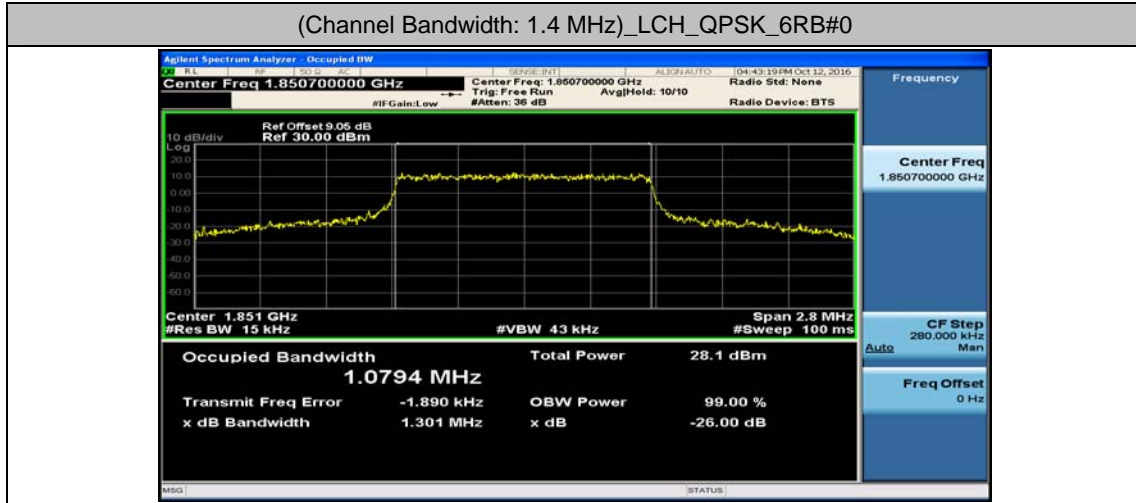 (Channel Bandwidth: 1.4 MHz)_LCH_QPSK_6RB#0
Agilent Spectrum Analyzer - Occupied BW
RL RF 50 Ω AC SENSE:INT ALIGN AUTO 04:43:19 PM Oct 12, 2016
Center Freq 1.850700000 GHz
Center Freq: 1.850700000 GHz
Radio Std: None
Trig: Free Run Avg|Hold: 10/10
#IFGain:Low #Atten: 36 dB Radio Device: BTS
Ref Offset 9.05 dB
10 dB/div Ref 30.00 dBm
Log
20.0
10.0
0.00
-10.0
-20.0
-30.0
-40.0
-50.0
-60.0
Center 1.851 GHz Span 2.8 MHz
#Res BW 15 kHz #VBW 43 kHz #Sweep 100 ms
Occupied Bandwidth Total Power 28.1 dBm
1.0794 MHz
Transmit Freq Error -1.890 kHz OBW Power 99.00 %
x dB Bandwidth 1.301 MHz x dB -26.00 dB
MSG STATUS
Frequency
Center Freq
1.850700000 GHz
CF Step
280.000 kHz
Auto Man
Freq Offset
0 Hz